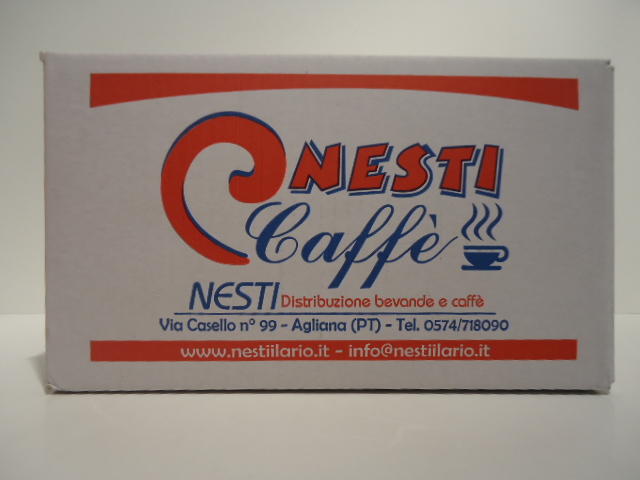 NESTI
Caffè
NESTI Distribuzione bevande e caffè
Via Casello n° 99 - Agliana (PT) - Tel. 0574/718090
www.nestiilario.it - info@nestiilario.it